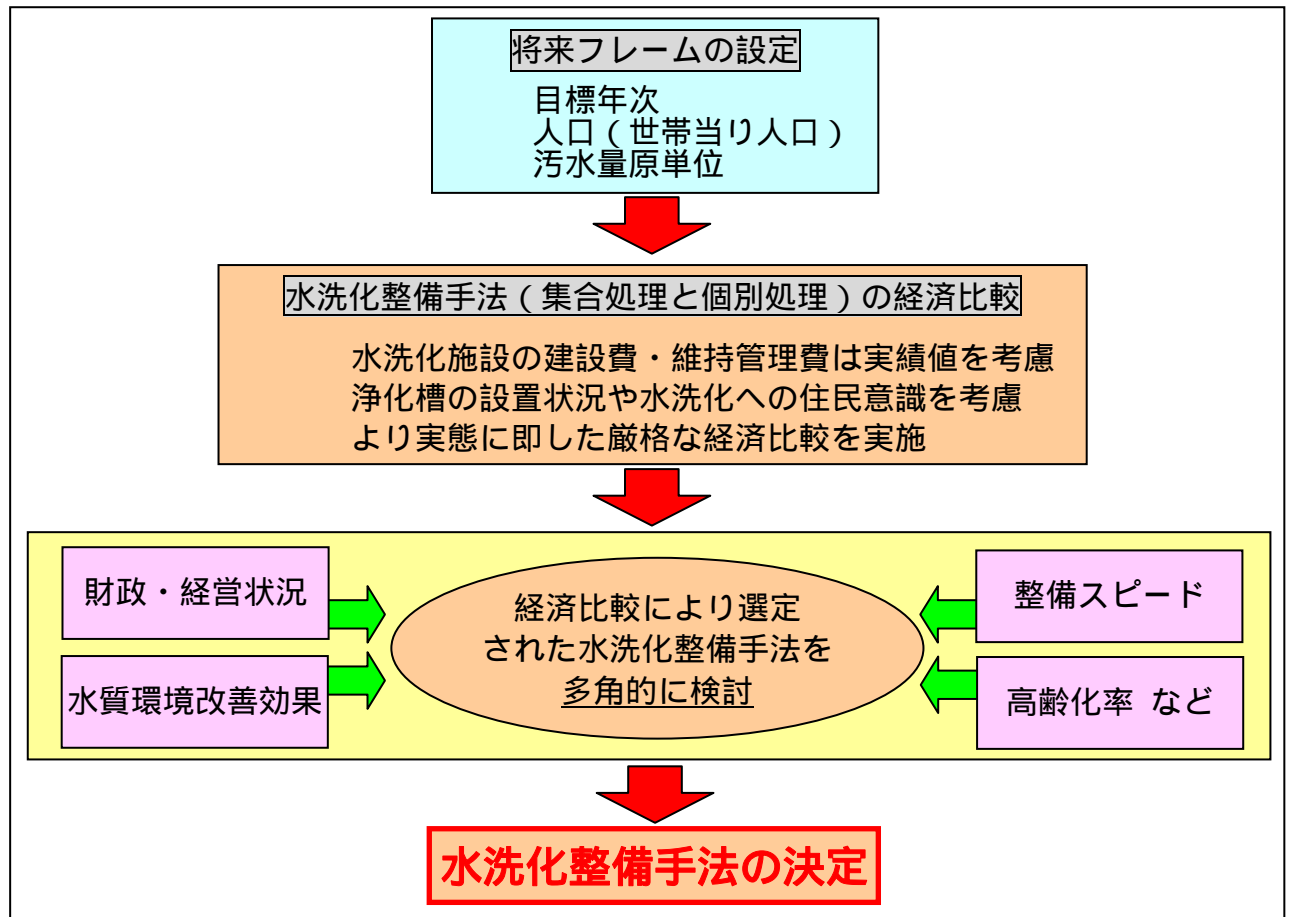 将来フレームの設定
目標年次
人口（世帯当り人口）
汚水量原単位
水洗化整備手法（集合処理と個別処理）の経済比較
水洗化施設の建設費・維持管理費は実績値を考慮
浄化槽の設置状況や水洗化への住民意識を考慮
より実態に即した厳格な経済比較を実施
財政・経営状況
水質環境改善効果
経済比較により選定
された水洗化整備手法を
多角的に検討
整備スピード
高齢化率 など
水洗化整備手法の決定